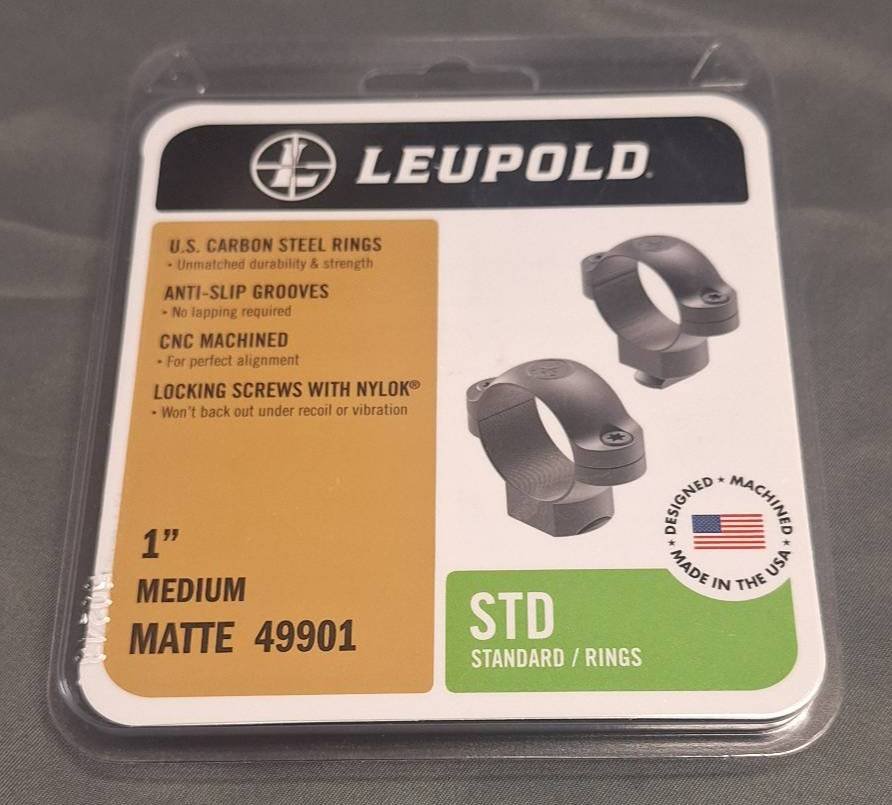 LEUPOLD
U.S. CARBON STEEL RINGS
• Unmatched durability & strength
ANTI-SLIP GROOVES
• No lapping required
CNC MACHINED
• For perfect alignment
LOCKING SCREWS WITH NYLOK®
• Won't back out under recoil or vibration
1”
MEDIUM
MATTE 49901
DESIGNED ★ MACHINED ★ MADE IN THE USA ★
STD
STANDARD / RINGS